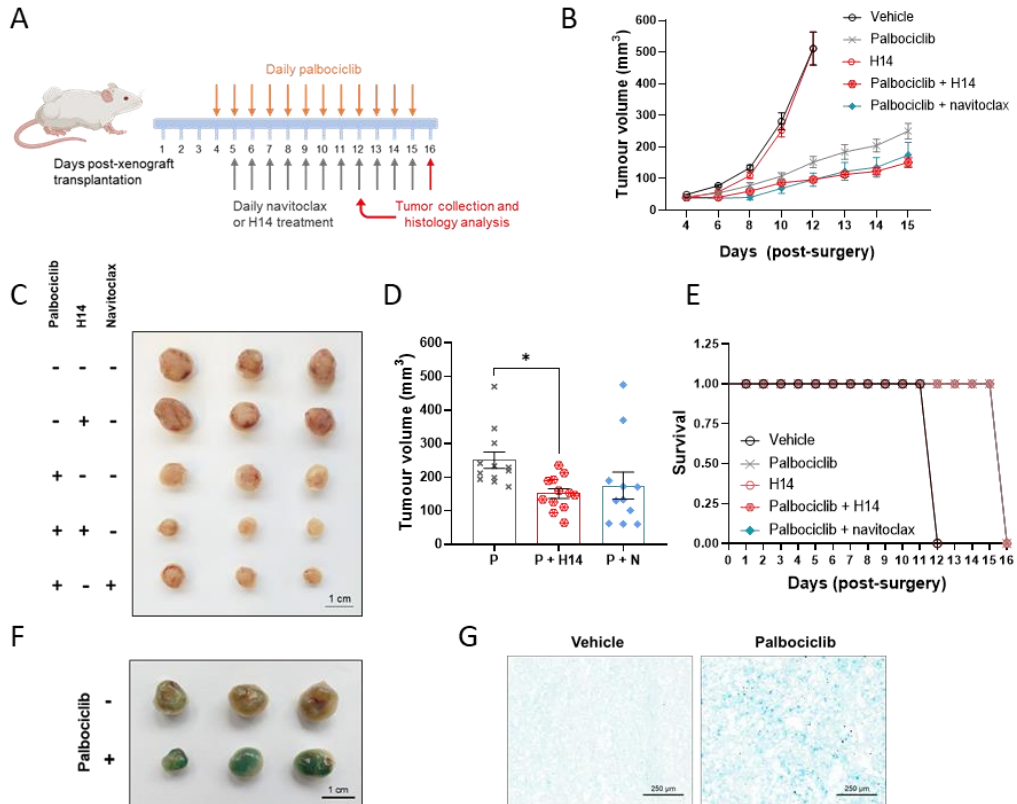 A
Daily palbociclib
1 2 3 4 5 6 7 8 9 10 11 12 13 14 15 16
Days post-xenograft
transplantation
Daily navitoclax
or H14 treatment
Tumor collection and
histology analysis
B
Tumour volume (mm³)
600
500
400
300
200
100
0
4 6 8 10 12 13 14 15
Days (post-surgery)
Vehicle
Palbociclib
H14
Palbociclib + H14
Palbociclib + navitoclax
C
Palbociclib
H14
Navitoclax
- - -
- + -
+ - -
+ + -
+ - +
1 cm
D
Tumour volume (mm³)
600
500
400
300
200
100
0
*
P P + H14 P + N
E
Survival
1.25
1.00
0.75
0.50
0.25
0.00
Vehicle
Palbociclib
H14
Palbociclib + H14
Palbociclib + navitoclax
0 1 2 3 4 5 6 7 8 9 10 11 12 13 14 15 16
Days (post-surgery)
F
Palbociclib
-
+
1 cm
G
Vehicle
Palbociclib
250 µm
250 µm